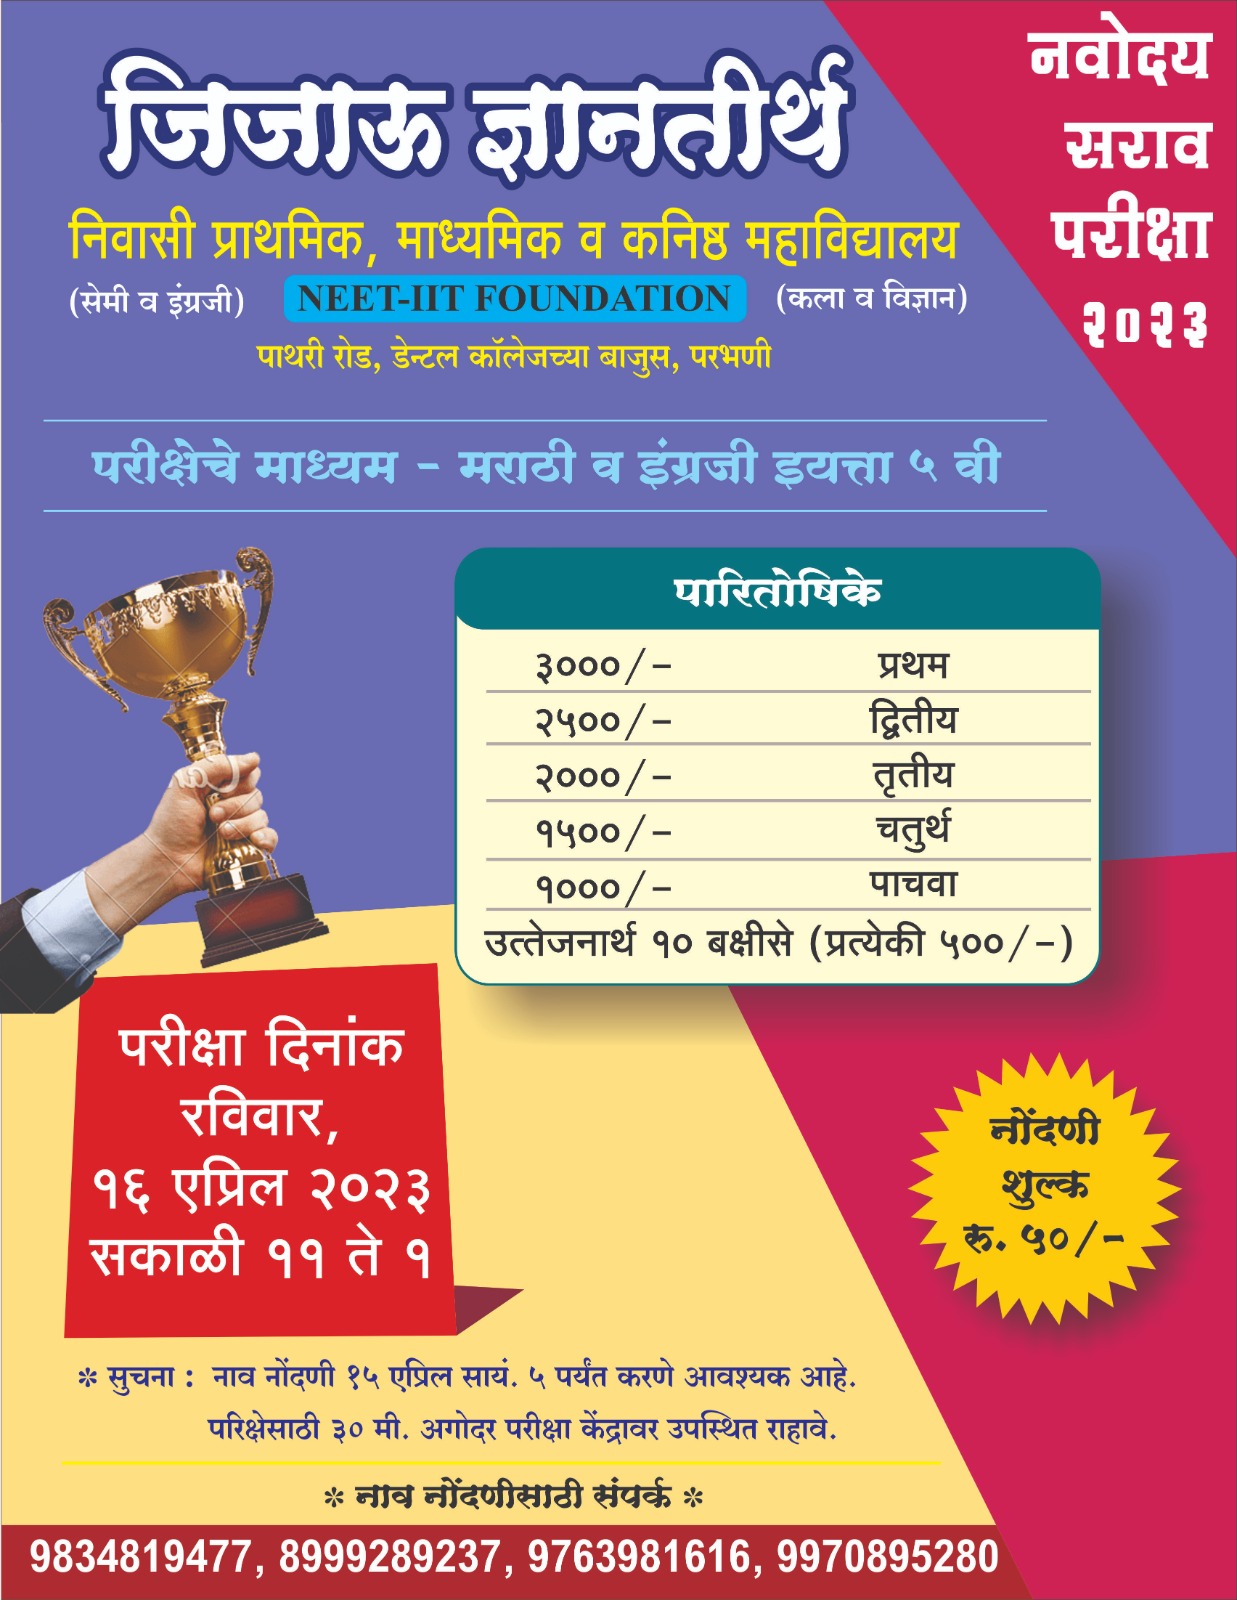 नवोदय
सराव
परीक्षा
२०२३
जिजाऊ ज्ञानतीर्थ
निवासी प्राथमिक, माध्यमिक व कनिष्ठ महाविद्यालय
(सेमी व इंग्रजी) NEET-IIT FOUNDATION (कला व विज्ञान)
पाथरी रोड, डेन्टल कॉलेजच्या बाजुस, परभणी
परीक्षेचे माध्यम - मराठी व इंग्रजी इयत्ता ५ वी
पारितोषिके
३०००/- प्रथम
२५००/- द्वितीय
२०००/- तृतीय
१५००/- चतुर्थ
१०००/- पाचवा
उत्तेजनार्थ १० बक्षीसे (प्रत्येकी ५००/-)
परीक्षा दिनांक
रविवार,
१६ एप्रिल २०२३
सकाळी ११ ते १
नोंदणी
शुल्क
रु. ५०/-
* सुचना : नाव नोंदणी १५ एप्रिल सायं. ५ पर्यंत करणे आवश्यक आहे.
परिक्षेसाठी ३० मी. अगोदर परीक्षा केंद्रावर उपस्थित राहावे.
* नाव नोंदणीसाठी संपर्क *
9834819477, 8999289237, 9763981616, 9970895280